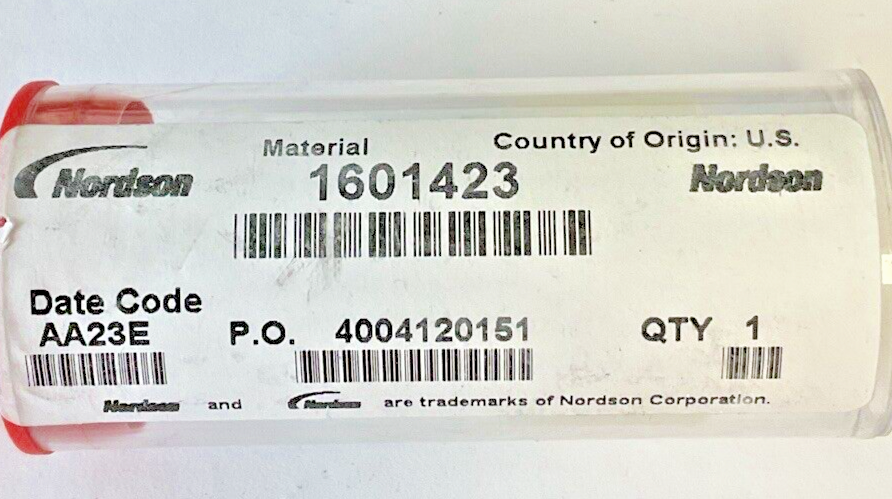 Material Country of Origin: U.S.
Nordson 1601423 Nordson
Date Code
AA23E P.O. 4004120151 QTY 1
Nordson and Nordson are trademarks of Nordson Corporation.